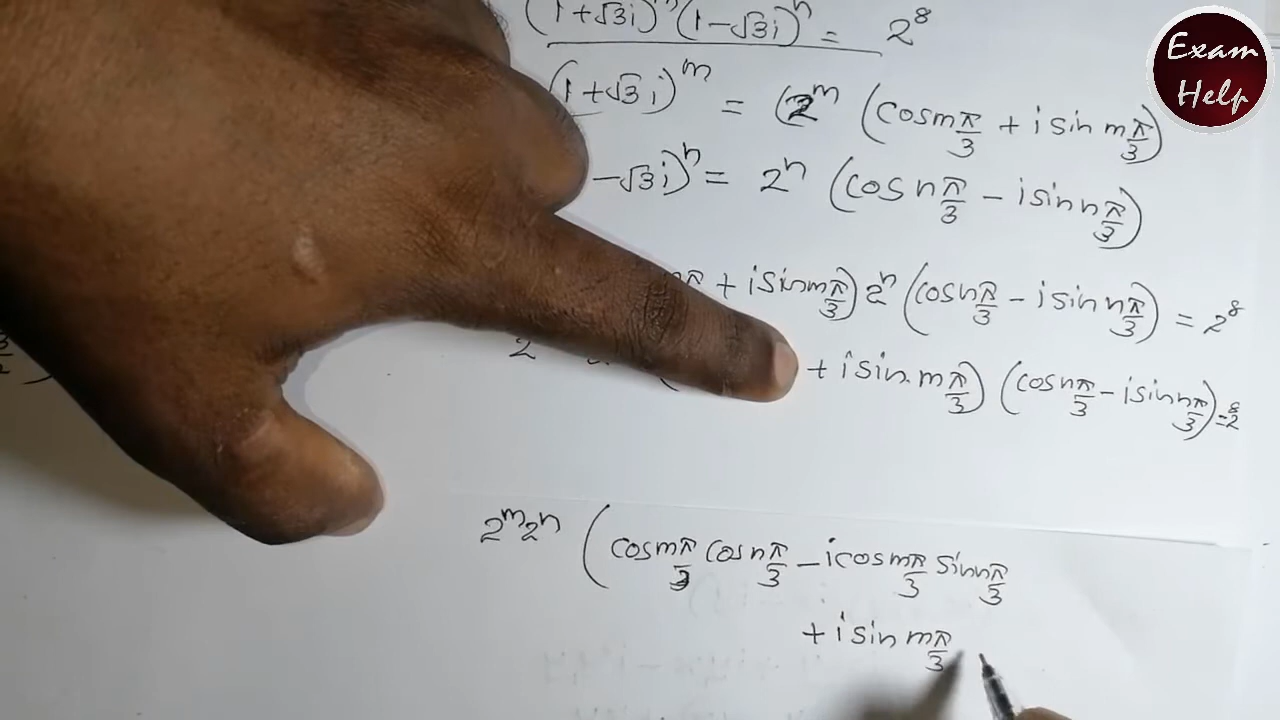 (1+√3i)^m (1-√3i)^n = 2^8
(1+√3i)^m = (2^m (cos mπ/3 + i sin mπ/3)
-√3i)^n = 2^n (cos nπ/3 - i sin nπ/3)
π/3 + i sin mπ/3) 2^n (cos nπ/3 - i sin nπ/3) = 2^8
2 + i sin mπ/3) (cos nπ/3 - i sin nπ/3) = 2^8
2^m 2^n (cos mπ/3 cos nπ/3 - i cos mπ/3 sin nπ/3
+ i sin mπ/3
Exam
Help